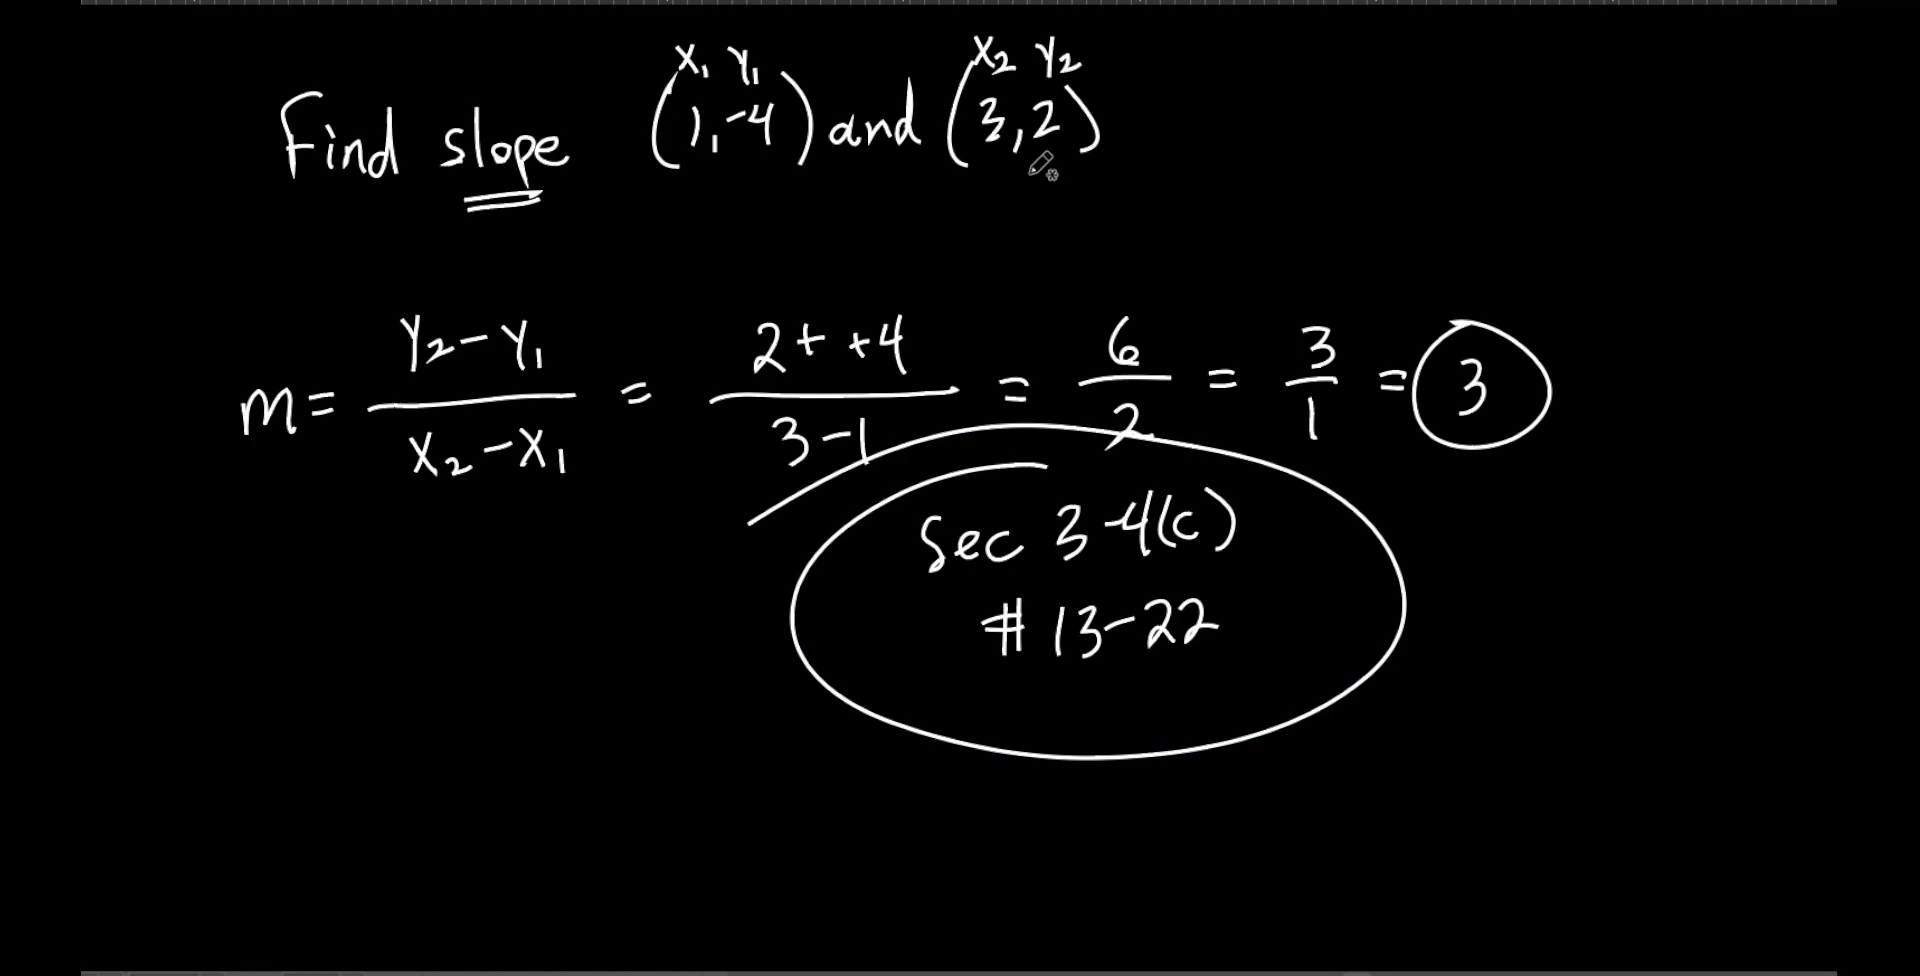 x₁ y₁ x₂ y₂
Find slope (1,-4) and (3,2)
m = y₂-y₁ / x₂-x₁ = 2+ +4 / 3-1 = 6/2 = 3/1 = 3
Sec 3-4(c)
# 13-22